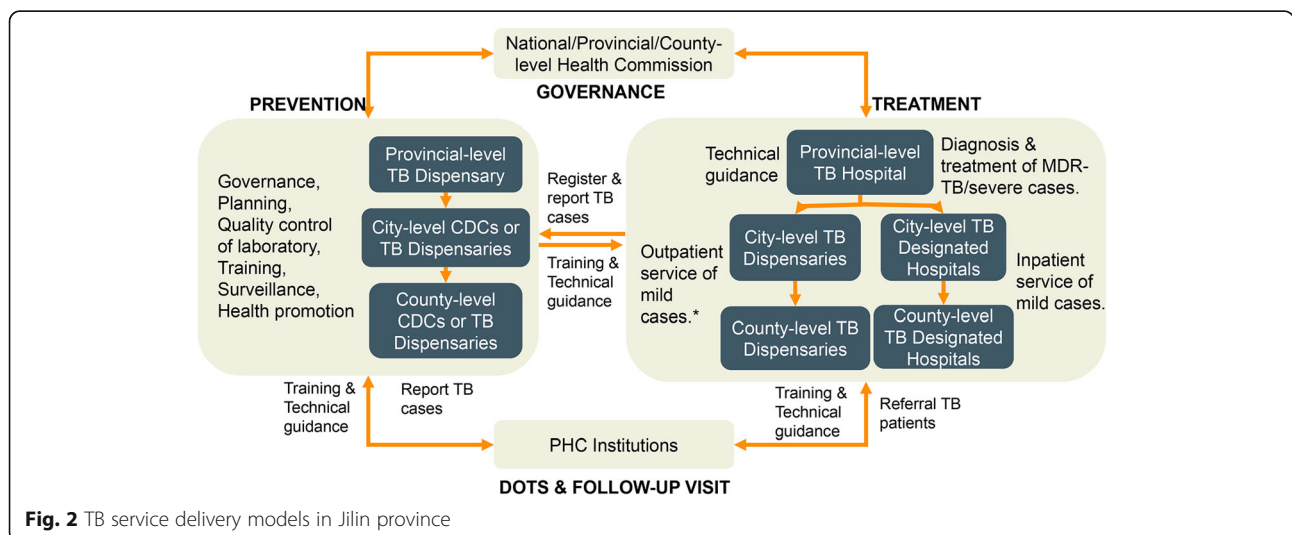 National/Provincial/County-
level Health Commission
GOVERNANCE
PREVENTION
TREATMENT
Governance,
Planning,
Quality control
of laboratory,
Training,
Surveillance,
Health promotion
Provincial-level
TB Dispensary
City-level CDCs or
TB Dispensaries
County-level
CDCs or TB
Dispensaries
Register &
report TB
cases
Training &
Technical
guidance
Technical
guidance
Provincial-level
TB Hospital
Diagnosis &
treatment of MDR-
TB/severe cases.
Outpatient
service of
mild
cases.*
City-level TB
Dispensaries
City-level TB
Designated
Hospitals
Inpatient
service of
mild cases.
County-level TB
Dispensaries
County-level
TB Designated
Hospitals
Training &
Technical
guidance
Report TB
cases
Training &
Technical
guidance
Referral TB
patients
PHC Institutions
DOTS & FOLLOW-UP VISIT
Fig. 2 TB service delivery models in Jilin province